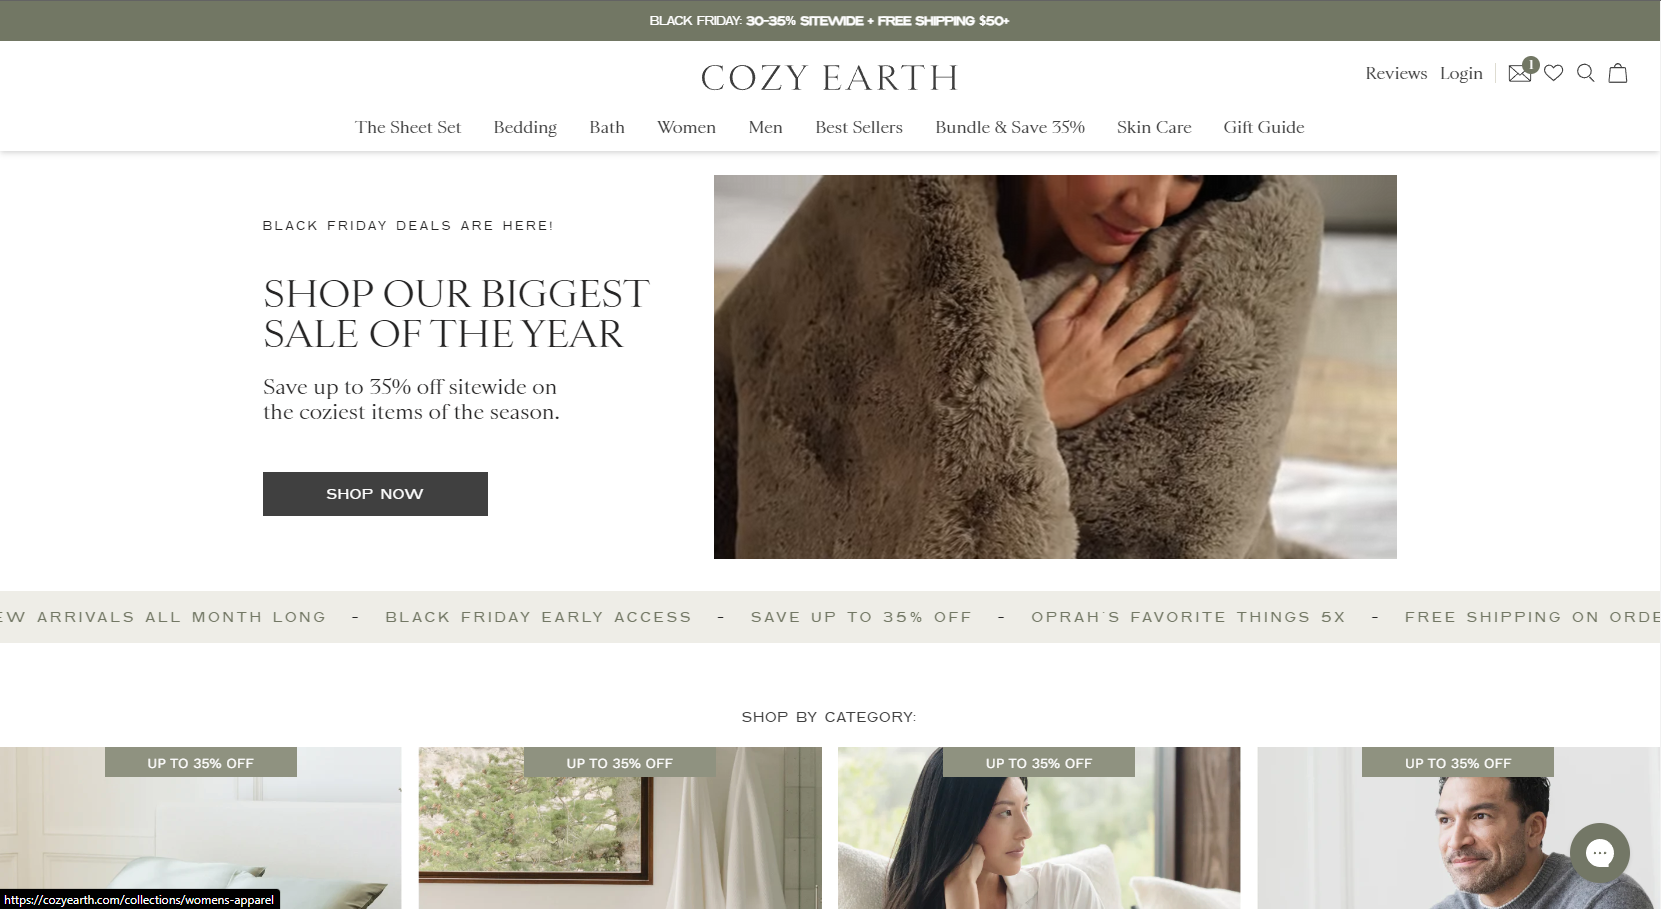 BLACK FRIDAY: 30-35% SITEWIDE + FREE SHIPPING $50+
COZY EARTH
Reviews Login 1
The Sheet Set Bedding Bath Women Men Best Sellers Bundle & Save 35% Skin Care Gift Guide
BLACK FRIDAY DEALS ARE HERE!
SHOP OUR BIGGEST
SALE OF THE YEAR
Save up to 35% off sitewide on
the coziest items of the season.
SHOP NOW
EW ARRIVALS ALL MONTH LONG - BLACK FRIDAY EARLY ACCESS - SAVE UP TO 35% OFF - OPRAH'S FAVORITE THINGS 5X - FREE SHIPPING ON ORDE
SHOP BY CATEGORY:
UP TO 35% OFF UP TO 35% OFF UP TO 35% OFF UP TO 35% OFF
https://cozyearth.com/collections/womens-apparel